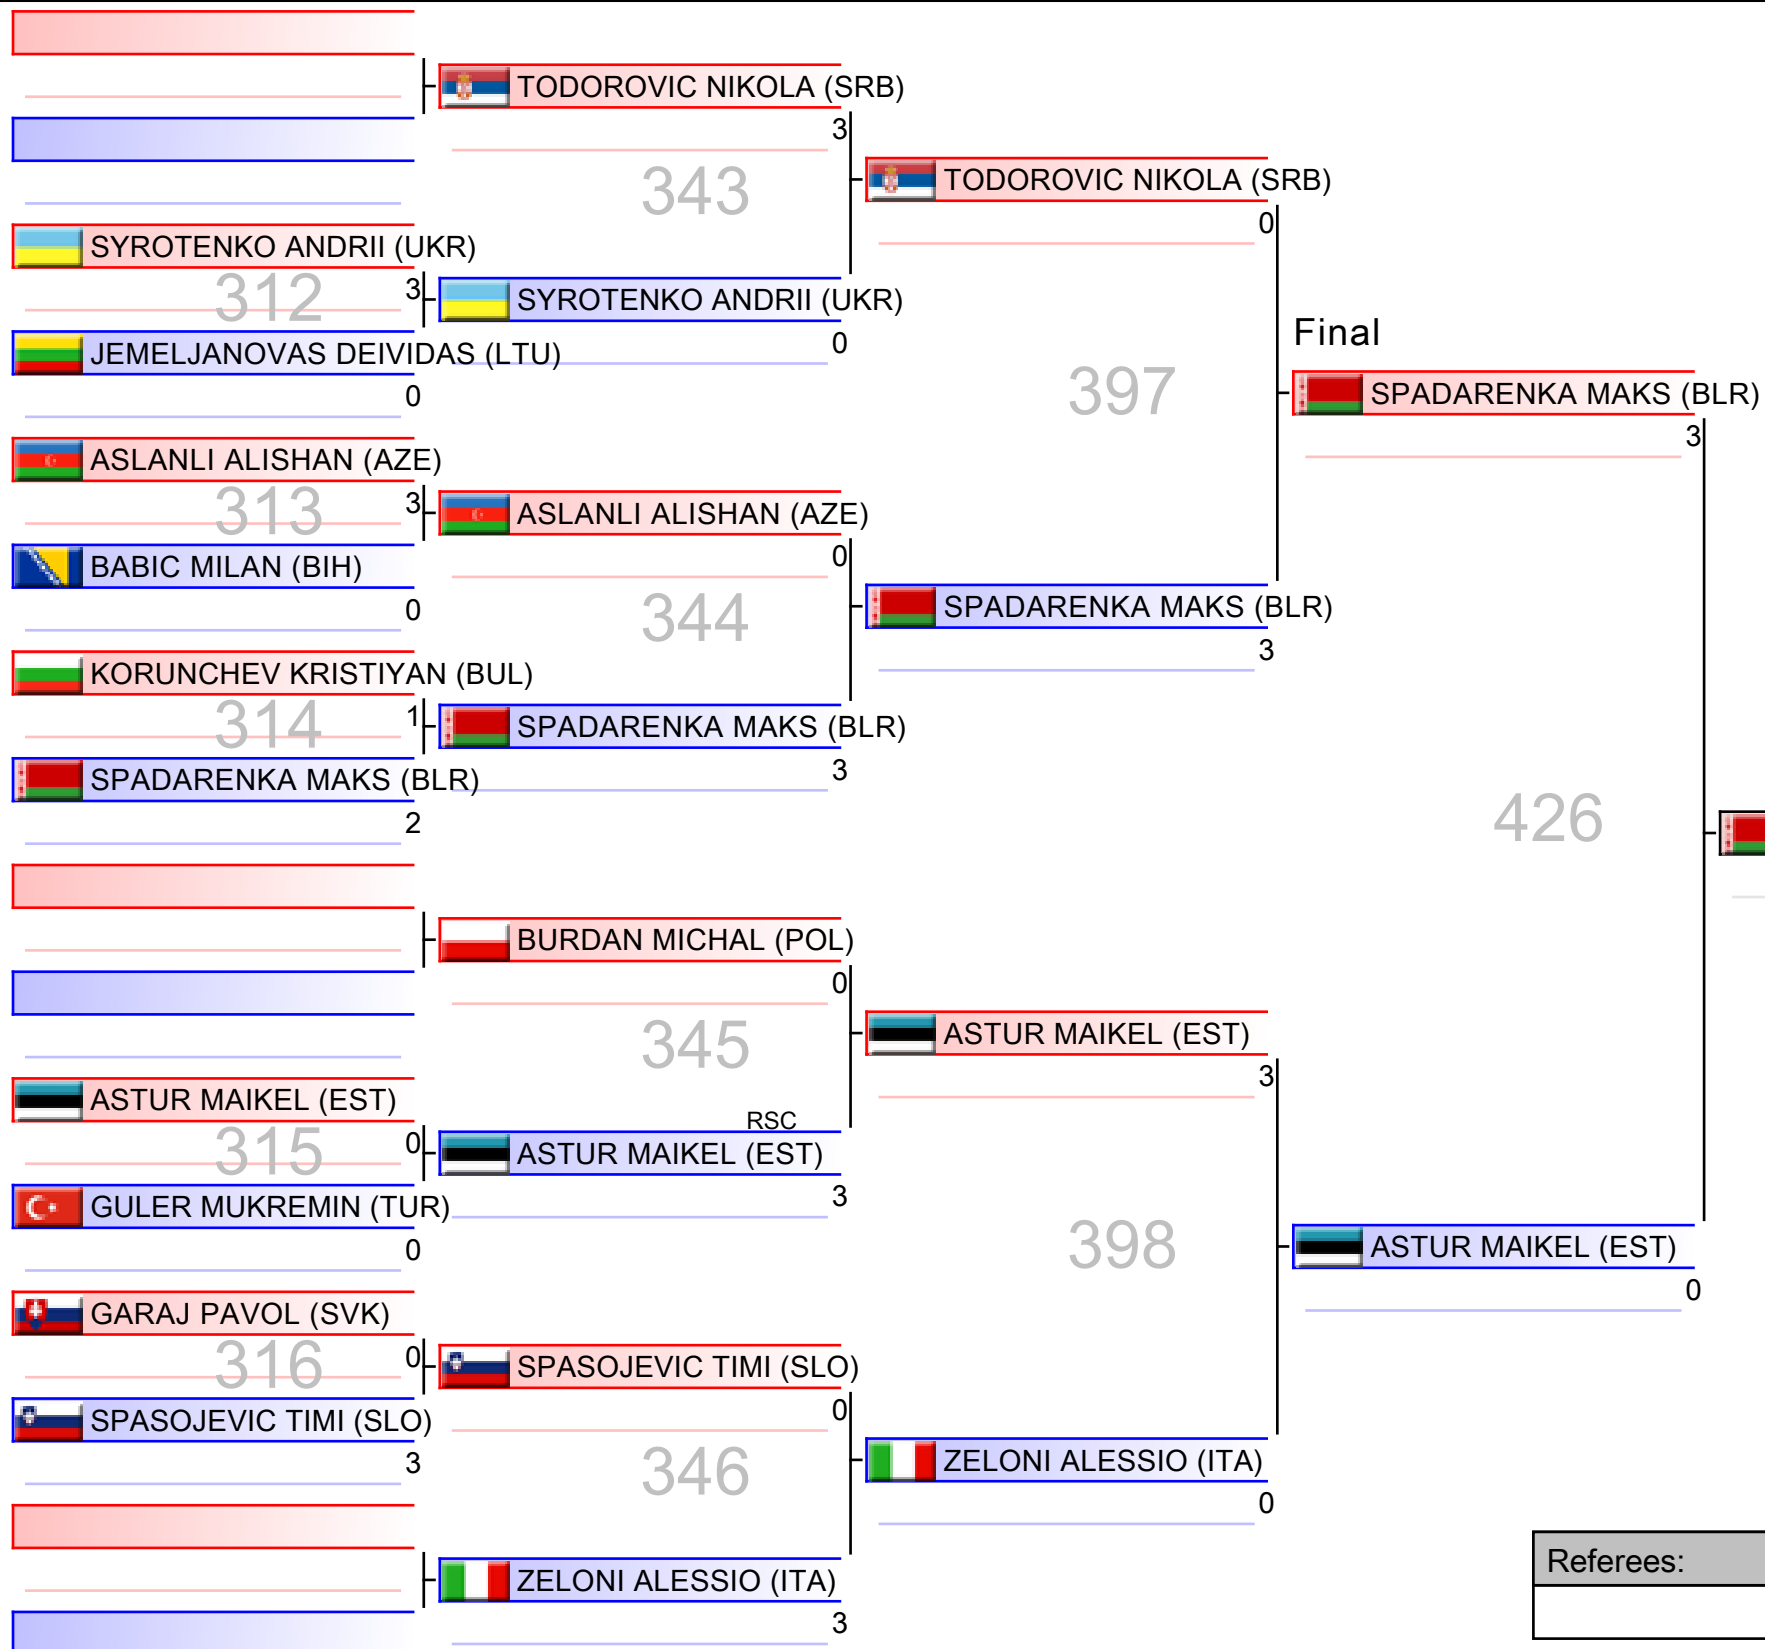 TODOROVIC NIKOLA (SRB)
3
343
TODOROVIC NIKOLA (SRB)
0
SYROTENKO ANDRII (UKR)
312
3
SYROTENKO ANDRII (UKR)
0
JEMELJANOVAS DEIVIDAS (LTU)
0
Final
397
SPADARENKA MAKS (BLR)
3
ASLANLI ALISHAN (AZE)
313
3
ASLANLI ALISHAN (AZE)
0
BABIC MILAN (BIH)
0
344
SPADARENKA MAKS (BLR)
3
KORUNCHEV KRISTIYAN (BUL)
314
1
SPADARENKA MAKS (BLR)
3
SPADARENKA MAKS (BLR)
2
426
BURDAN MICHAL (POL)
0
345
ASTUR MAIKEL (EST)
3
ASTUR MAIKEL (EST)
315
0
RSC
ASTUR MAIKEL (EST)
3
GULER MUKREMIN (TUR)
0
398
ASTUR MAIKEL (EST)
0
GARAJ PAVOL (SVK)
316
0
SPASOJEVIC TIMI (SLO)
0
SPASOJEVIC TIMI (SLO)
3
346
ZELONI ALESSIO (ITA)
0
ZELONI ALESSIO (ITA)
3
Referees: